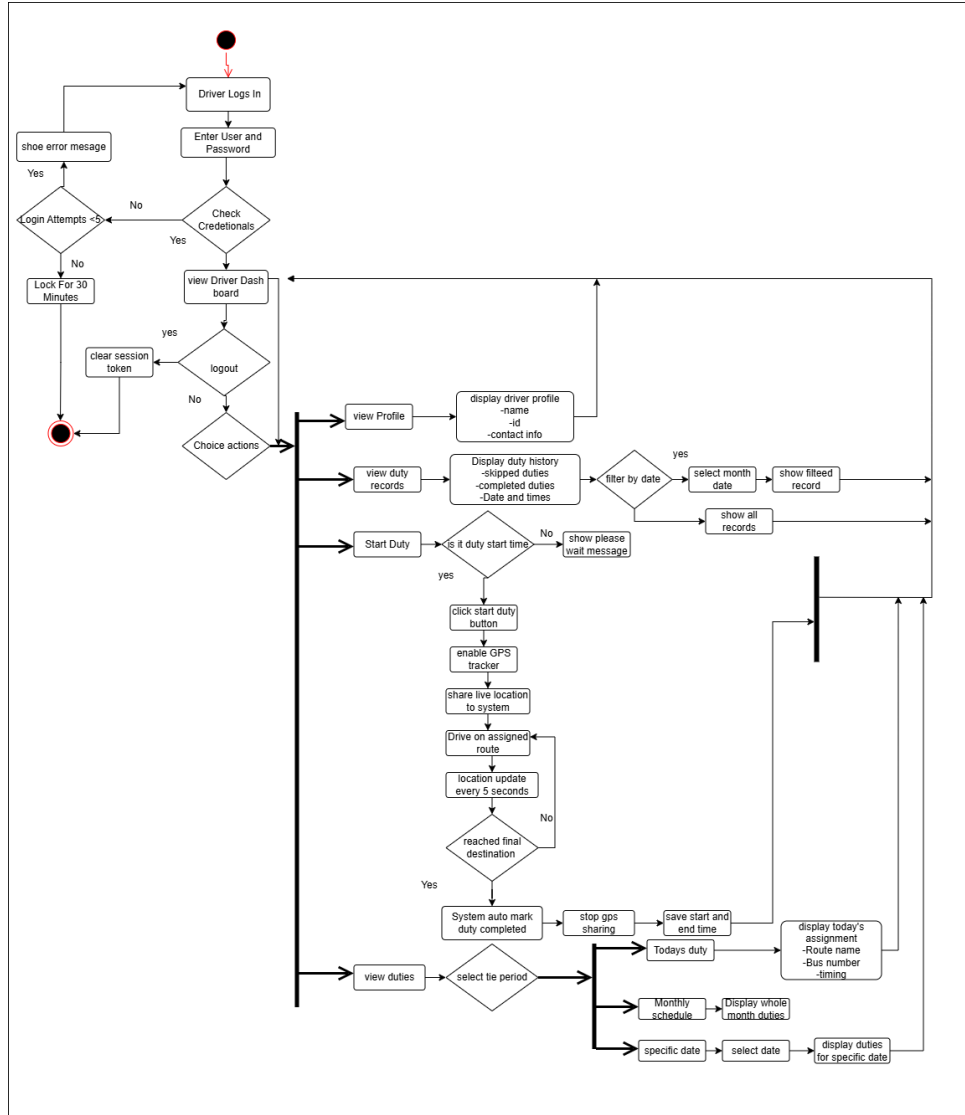 Driver Logs In
Enter User and
Password
shoe error mesage
Yes
Login Attempts <5
No
Check
Credetionals
Yes
No
Lock For 30
Minutes
view Driver Dash
board
yes
clear session
token
logout
No
Choice actions
view Profile
display driver profile
-name
-id
-contact info
view duty
records
Display duty history
-skipped duties
-completed duties
-Date and times
filter by date
yes
select month
date
show filteed
record
show all
records
Start Duty
is it duty start time
No
show please
wait message
yes
click start duty
button
enable GPS
tracker
share live location
to system
Drive on assigned
route
location update
every 5 seconds
No
reached final
destination
Yes
System auto mark
duty completed
stop gps
sharing
save start and
end time
view duties
select tie period
Todays duty
display today's
assignment
-Route name
-Bus number
-timing
Monthly
schedule
Display whole
month duties
specific date
select date
display duties
for specific date